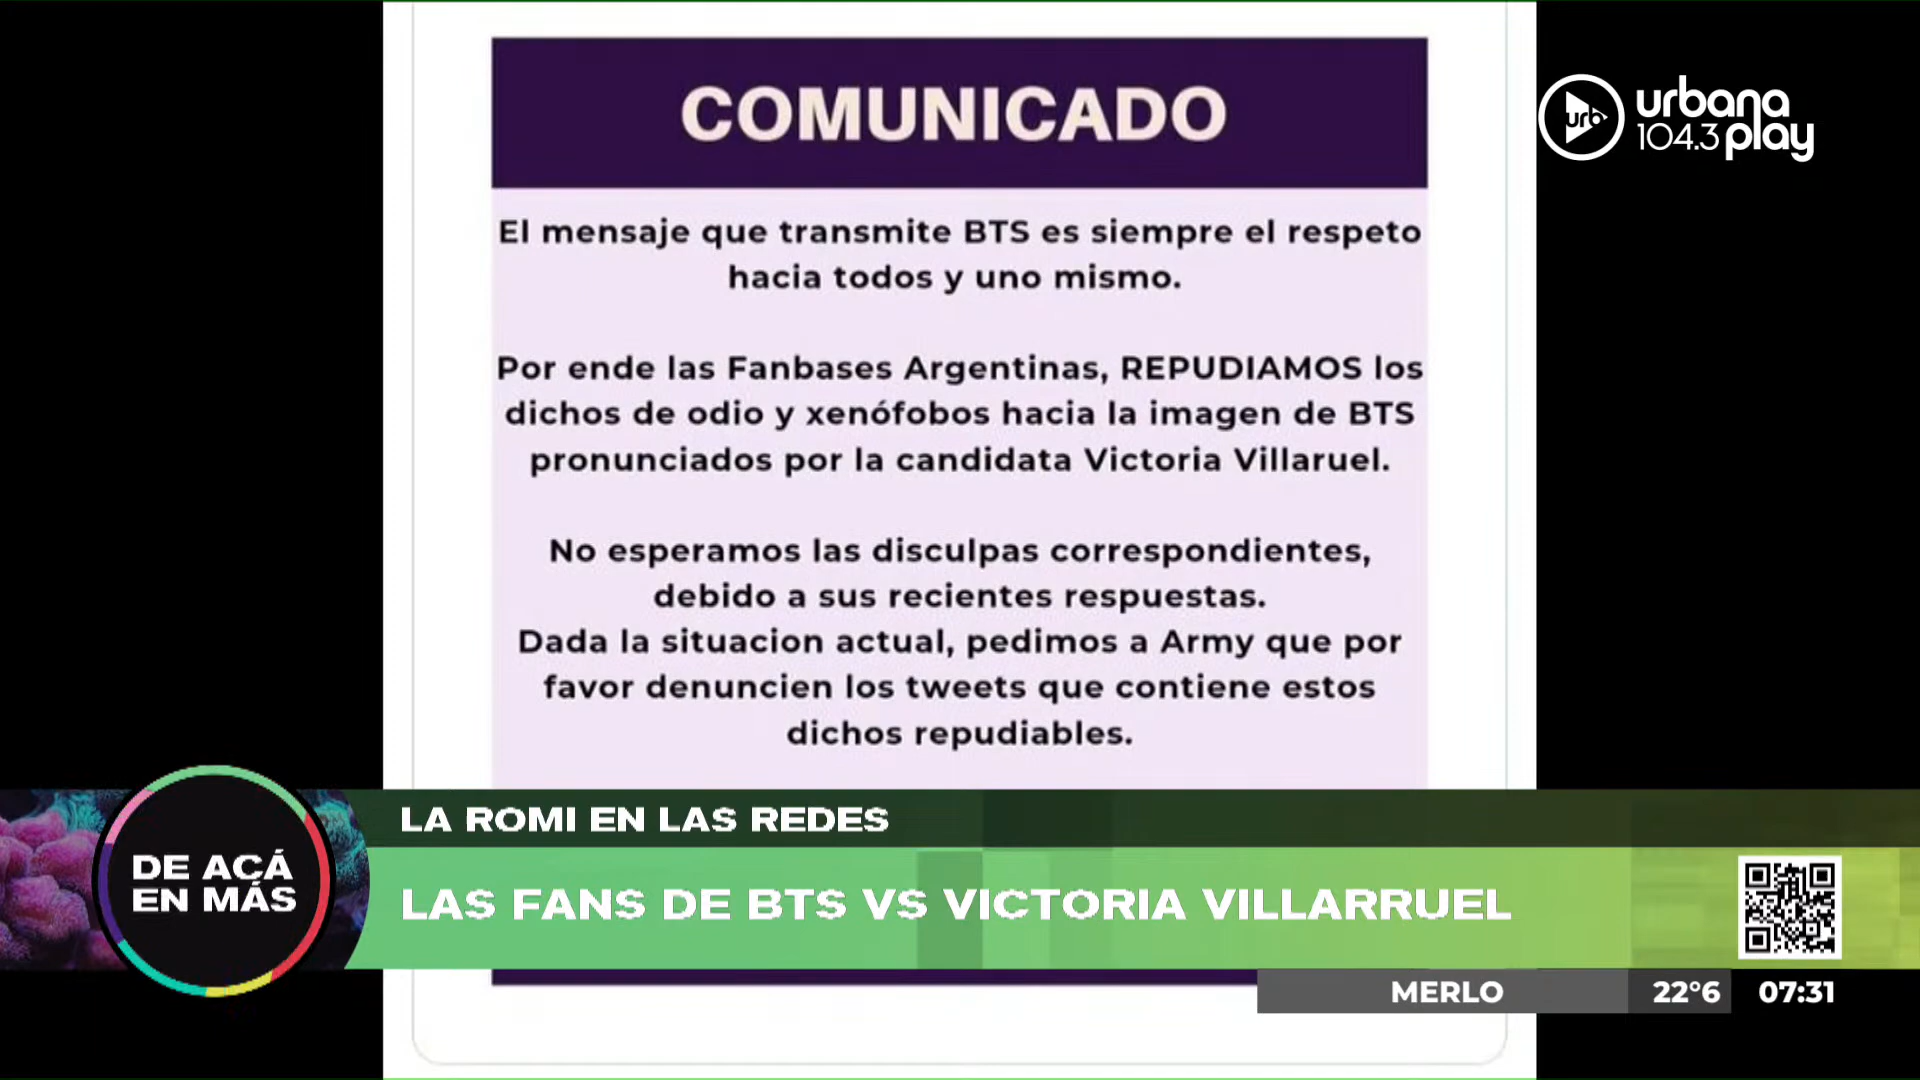 COMUNICADO
El mensaje que transmite BTS es siempre el respeto
hacia todos y uno mismo.
Por ende las Fanbases Argentinas, REPUDIAMOS los
dichos de odio y xenófobos hacia la imagen de BTS
pronunciados por la candidata Victoria Villaruel.
No esperamos las disculpas correspondientes,
debido a sus recientes respuestas.
Dada la situacion actual, pedimos a Army que por
favor denuncien los tweets que contiene estos
dichos repudiables.
urb
urbana
104.3 play
LA ROMI EN LAS REDES
DE ACÁ
EN MÁS
LAS FANS DE BTS VS VICTORIA VILLARRUEL
MERLO 22°6 07:31